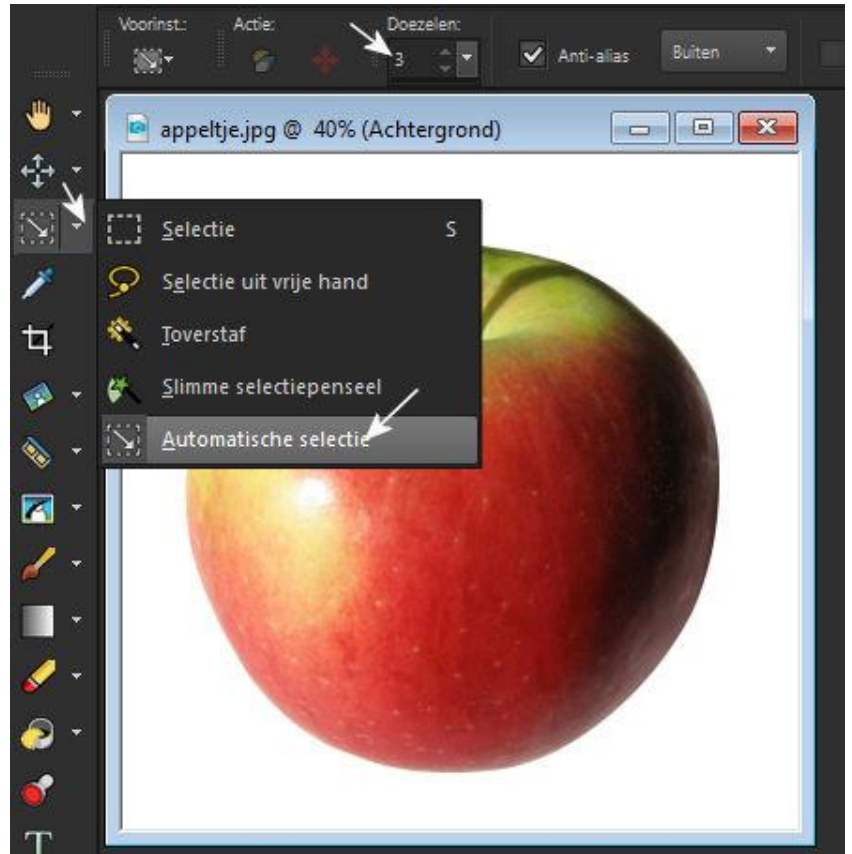 Voorinst.:
Actie:
Doezelen:
3
Anti-alias
Buiten
appeltje.jpg @ 40% (Achtergrond)
Selectie S
Selectie uit vrije hand
Toverstaf
Slimme selectiepenseel
Automatische selectie
T